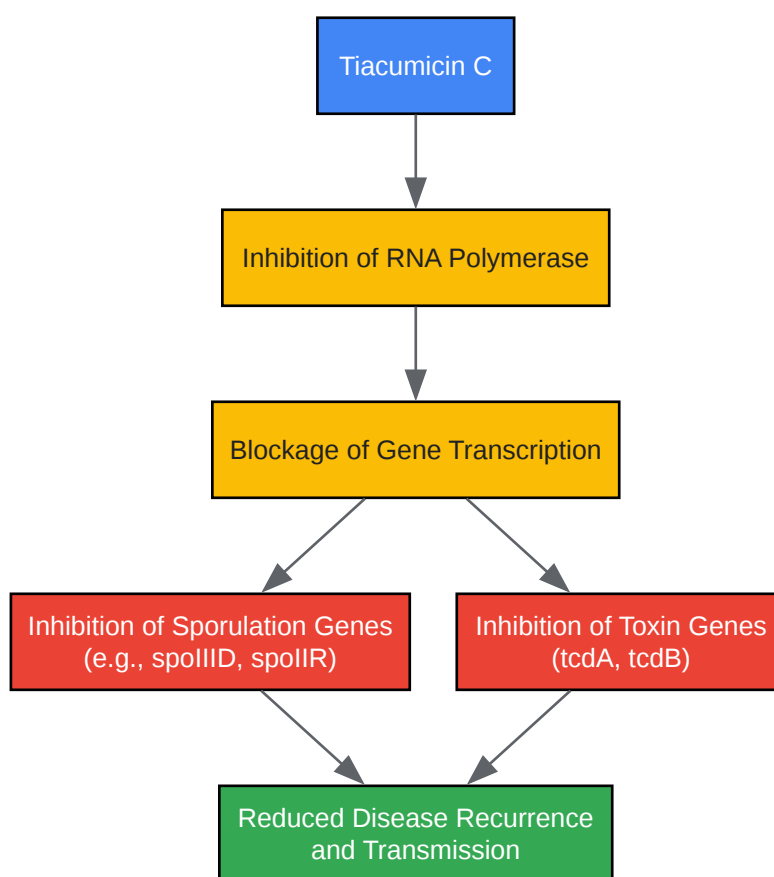 Tiacumicin C
Inhibition of RNA Polymerase
Blockage of Gene Transcription
Inhibition of Sporulation Genes
(e.g., spoIIID, spoIIR)
Inhibition of Toxin Genes
(tcdA, tcdB)
Reduced Disease Recurrence
and Transmission